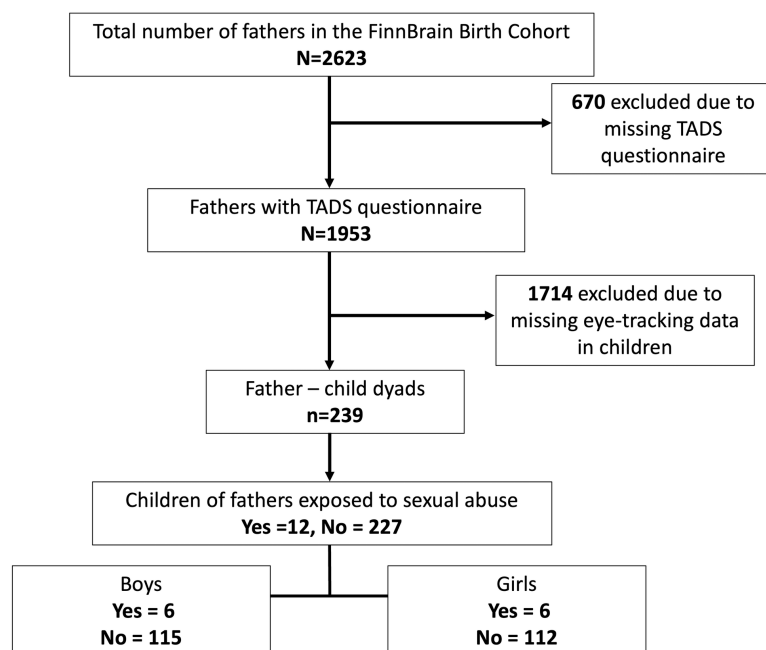 Total number of fathers in the FinnBrain Birth Cohort
N=2623
670 excluded due to
missing TADS
questionnaire
Fathers with TADS questionnaire
N=1953
1714 excluded due to
missing eye-tracking data
in children
Father – child dyads
n=239
Children of fathers exposed to sexual abuse
Yes =12, No = 227
Boys
Yes = 6
No = 115
Girls
Yes = 6
No = 112